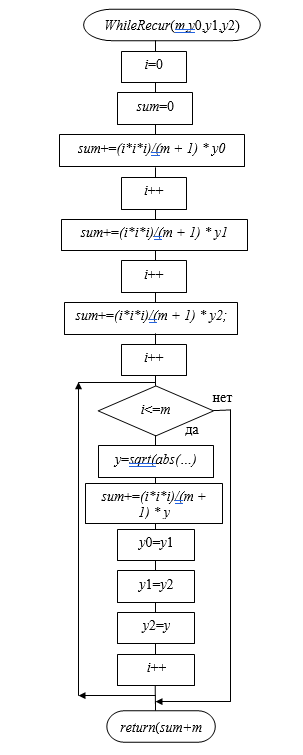 WhileRecur(m,y0,y1,y2)
i=0
sum=0
sum+=(i*i*i)/(m + 1) * y0
i++
sum+=(i*i*i)/(m + 1) * y1
i++
sum+=(i*i*i)/(m + 1) * y2;
i++
i<=m
нет
да
y=sqrt(abs(…)
sum+=(i*i*i)/(m +
1) * y
y0=y1
y1=y2
y2=y
i++
return(sum+m